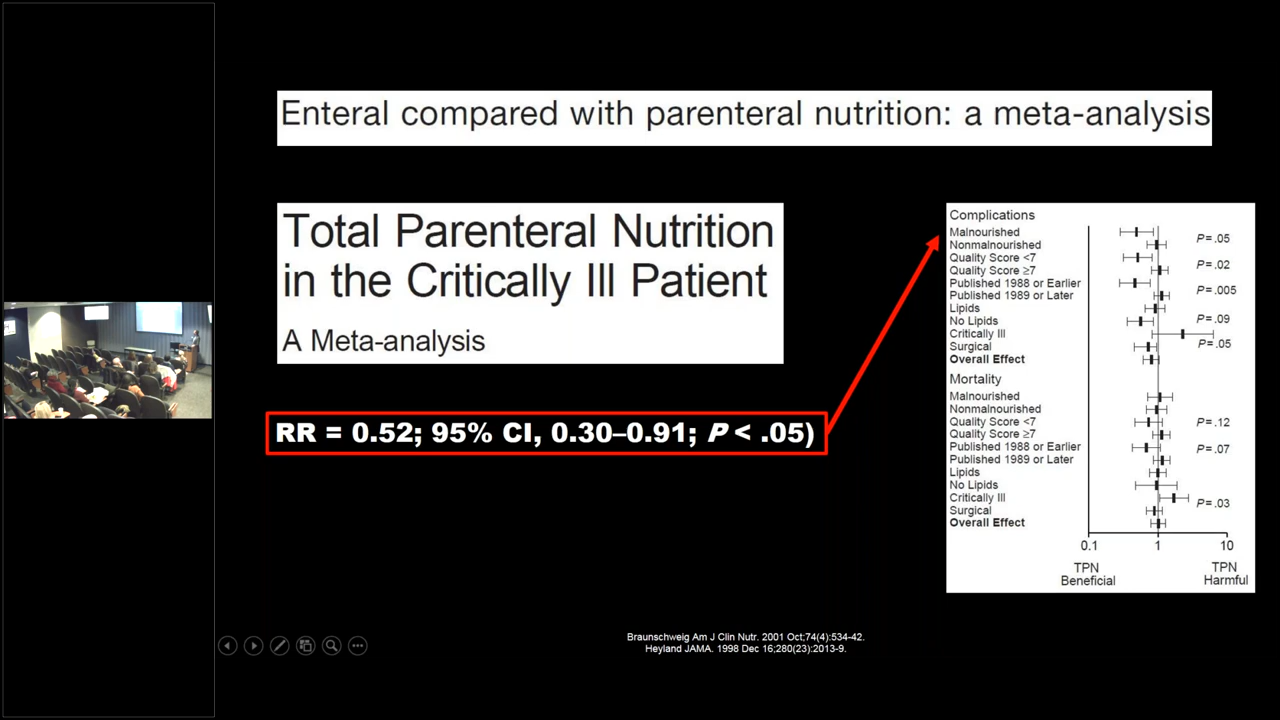 Enteral compared with parenteral nutrition: a meta-analysis
Total Parenteral Nutrition
in the Critically Ill Patient
A Meta-analysis
RR = 0.52; 95% CI, 0.30–0.91; P < .05)
Complications
Malnourished
Nonmalnourished
P=.05
Quality Score <7
Quality Score ≥7
P=.02
Published 1988 or Earlier
Published 1989 or Later
P=.005
Lipids
No Lipids
P=.09
Critically Ill
Surgical
P=.05
Overall Effect
Mortality
Malnourished
Nonmalnourished
Quality Score <7
Quality Score ≥7
P=.12
Published 1988 or Earlier
Published 1989 or Later
P=.07
Lipids
No Lipids
Critically Ill
Surgical
P=.03
Overall Effect
0.1 1 10
TPN Beneficial
TPN Harmful
Braunschweig Am J Clin Nutr. 2001 Oct;74(4):534-42.
Heyland JAMA. 1998 Dec 16;280(23):2013-9.